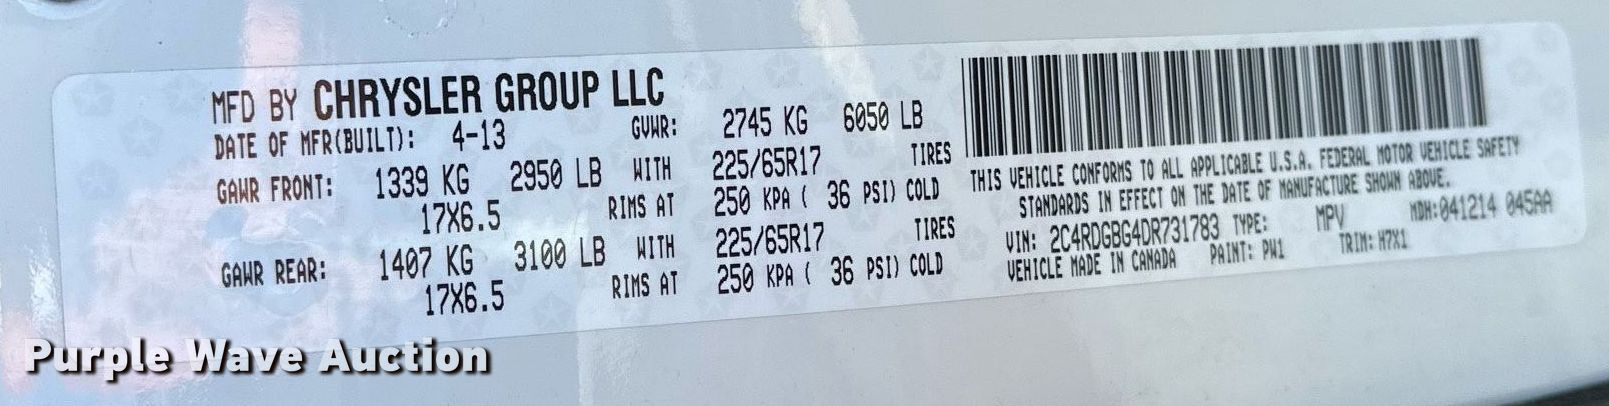 MFD BY CHRYSLER GROUP LLC
DATE OF MFR(BUILT): 4-13 GVWR: 2745 KG 6050 LB
GAWR FRONT: 1339 KG 2950 LB WITH 225/65R17 TIRES
17X6.5 RIMS AT 250 KPA ( 36 PSI) COLD
GAWR REAR: 1407 KG 3100 LB WITH 225/65R17 TIRES
17X6.5 RIMS AT 250 KPA ( 36 PSI) COLD
THIS VEHICLE CONFORMS TO ALL APPLICABLE U.S.A. FEDERAL MOTOR VEHICLE SAFETY
STANDARDS IN EFFECT ON THE DATE OF MANUFACTURE SHOWN ABOVE.
VIN: 2C4RDGBG4DR731783 TYPE: MPV MDH:041214 045AA
VEHICLE MADE IN CANADA PAINT: PW1 TRIM: H7X1
Purple Wave Auction